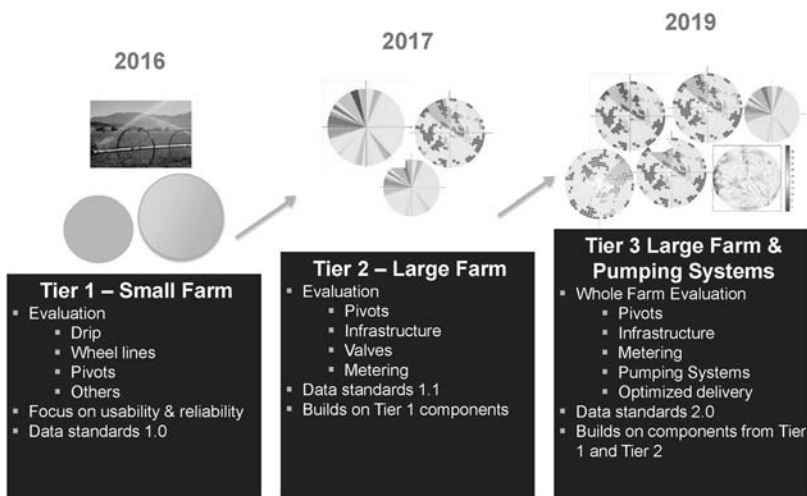 2016
2017
2019
Tier 1 – Small Farm
▪ Evaluation
▪ Drip
▪ Wheel lines
▪ Pivots
▪ Others
▪ Focus on usability & reliability
▪ Data standards 1.0
Tier 2 – Large Farm
▪ Evaluation
▪ Pivots
▪ Infrastructure
▪ Valves
▪ Metering
▪ Data standards 1.1
▪ Builds on Tier 1 components
Tier 3 Large Farm &
Pumping Systems
▪ Whole Farm Evaluation
▪ Pivots
▪ Infrastructure
▪ Metering
▪ Pumping Systems
▪ Optimized delivery
▪ Data standards 2.0
▪ Builds on components from Tier
1 and Tier 2